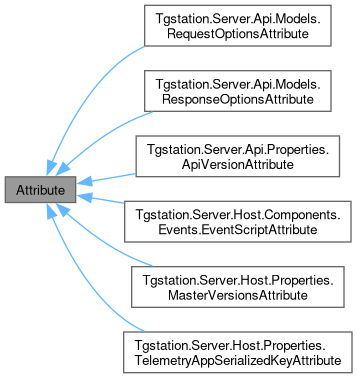 Tgstation.Server.Api.Models.
RequestOptionsAttribute
Tgstation.Server.Api.Models.
ResponseOptionsAttribute
Tgstation.Server.Api.Properties.
ApiVersionAttribute
Attribute
Tgstation.Server.Host.Components.
Events.EventScriptAttribute
Tgstation.Server.Host.Properties.
MasterVersionsAttribute
Tgstation.Server.Host.Properties.
TelemetryAppSerializedKeyAttribute